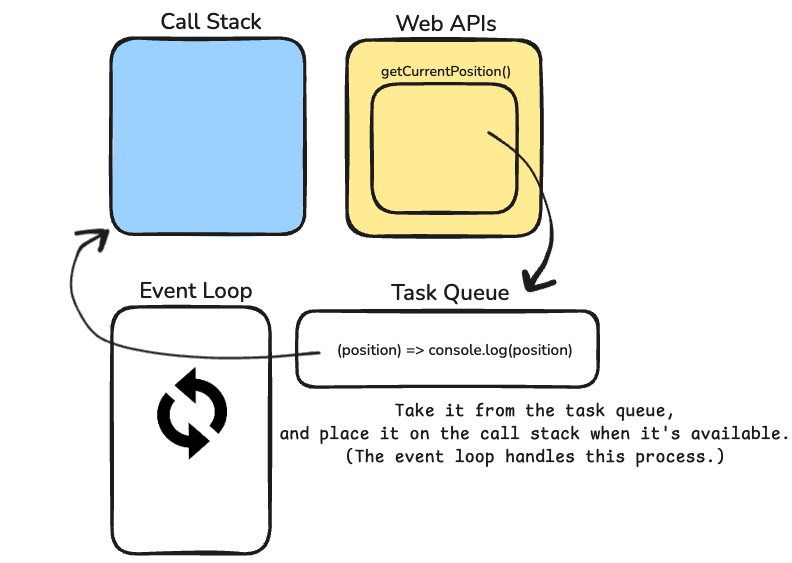 Call Stack
Web APIs
getCurrentPosition()
Event Loop
Task Queue
(position) => console.log(position)
Take it from the task queue,
and place it on the call stack when it's available.
(The event loop handles this process.)